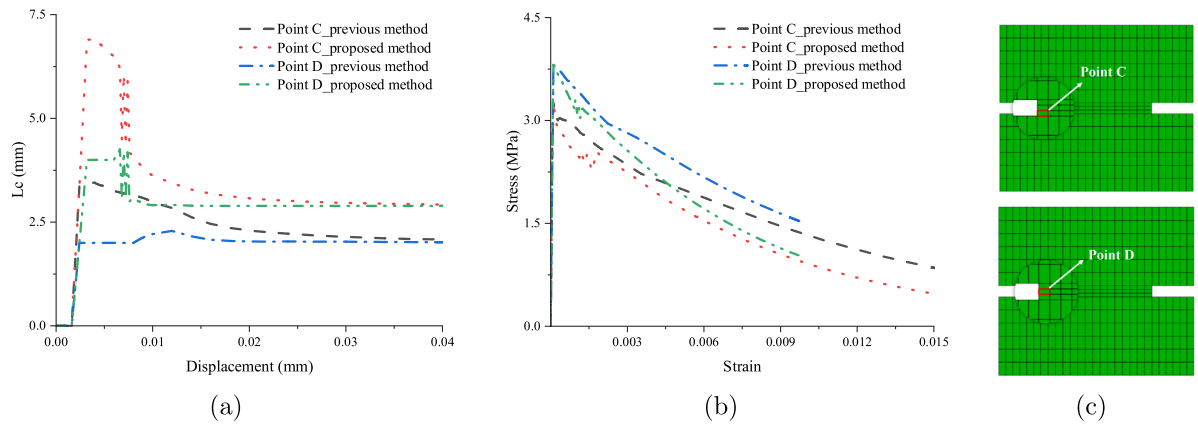 7.5
5.0
2.5
0.0
Lc (mm)
0.00
0.01
0.02
0.03
0.04
Displacement (mm)
Point C_previous method
Point C_proposed method
Point D_previous method
Point D_proposed method
(a)
4.5
3.0
1.5
0.0
Stress (MPa)
0.003
0.006
0.009
0.012
0.015
Strain
Point C_previous method
Point C_proposed method
Point D_previous method
Point D_proposed method
(b)
Point C
Point D
(c)